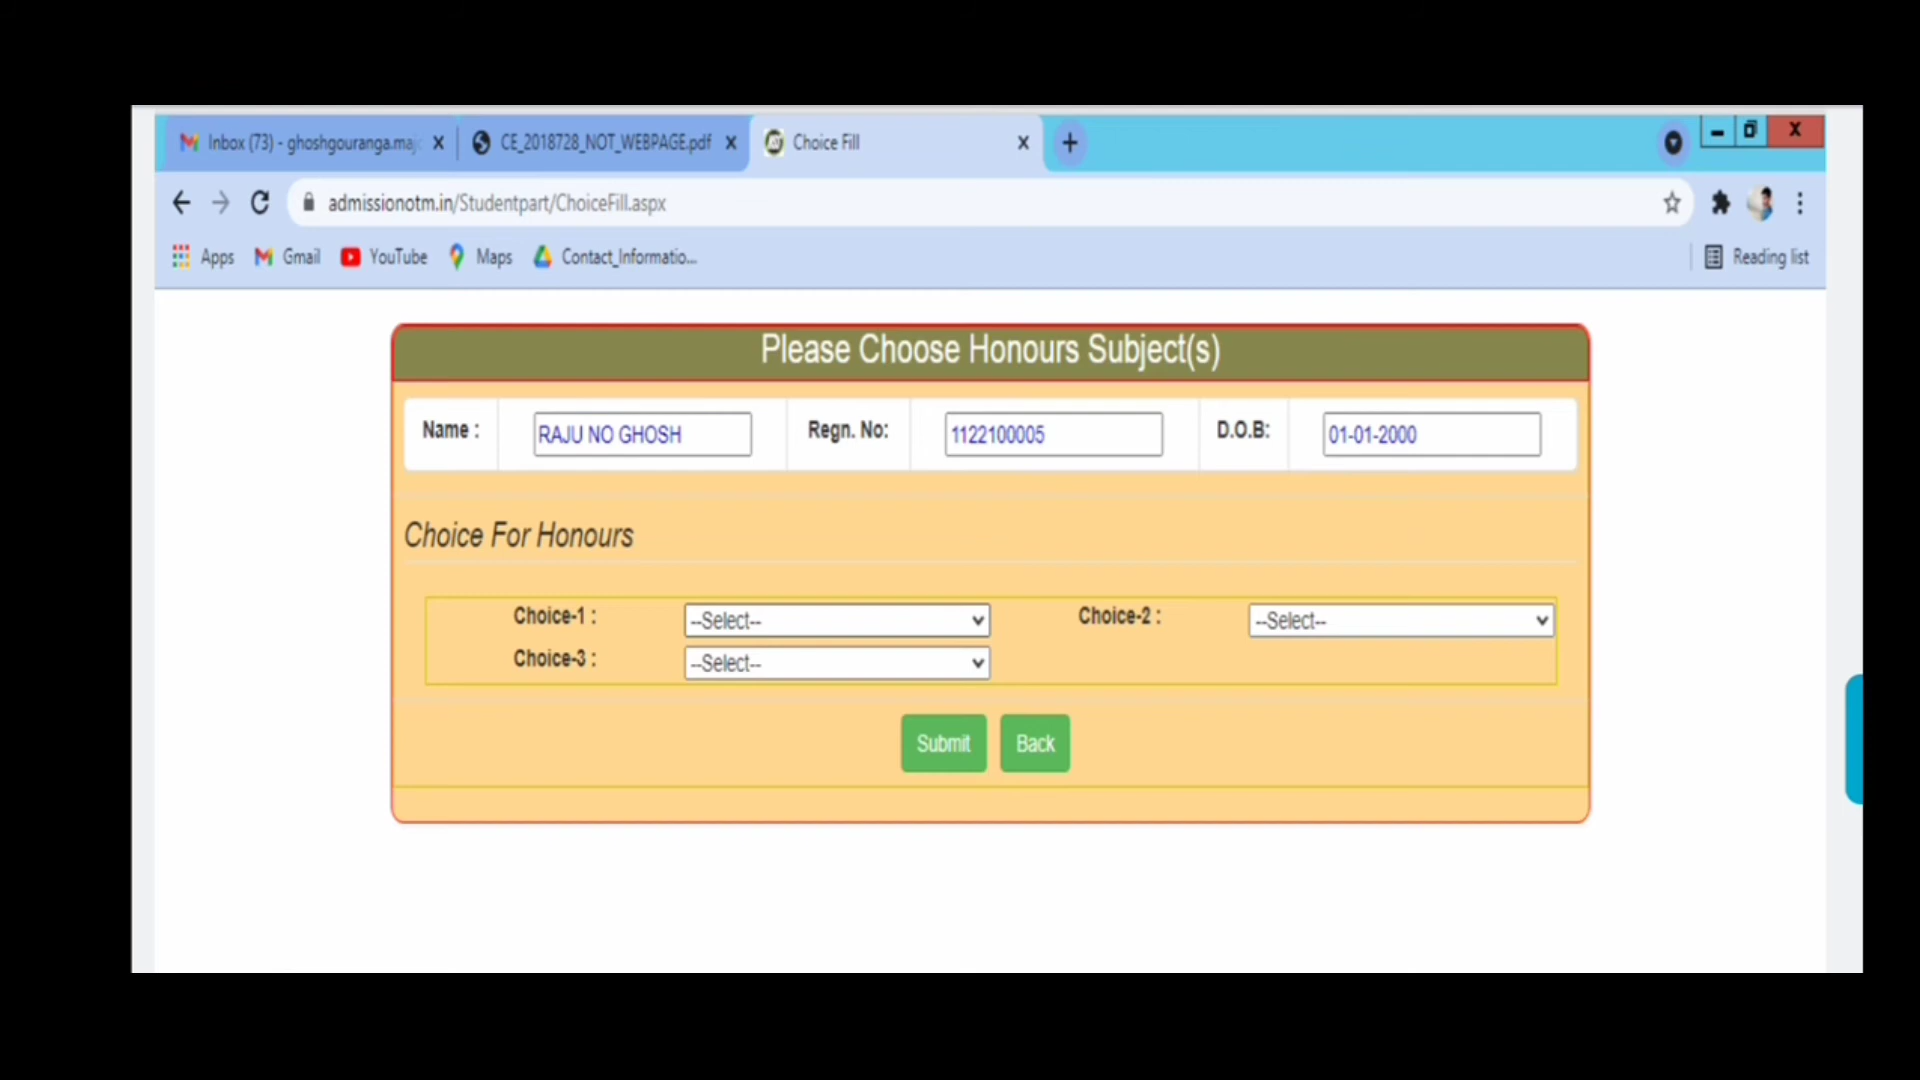 Inbox (73) - ghoshgouranga.maj
CE_2018728_NOT_WEBPAGE.pdf
Choice Fill
admissionotm.in/Studentpart/ChoiceFill.aspx
Apps
Gmail
YouTube
Maps
Contact_Informatio...
Reading list
Please Choose Honours Subject(s)
Name : RAJU NO GHOSH Regn. No: 1122100005 D.O.B: 01-01-2000
Choice For Honours
Choice-1 : --Select-- Choice-2 : --Select--
Choice-3 : --Select--
Submit Back